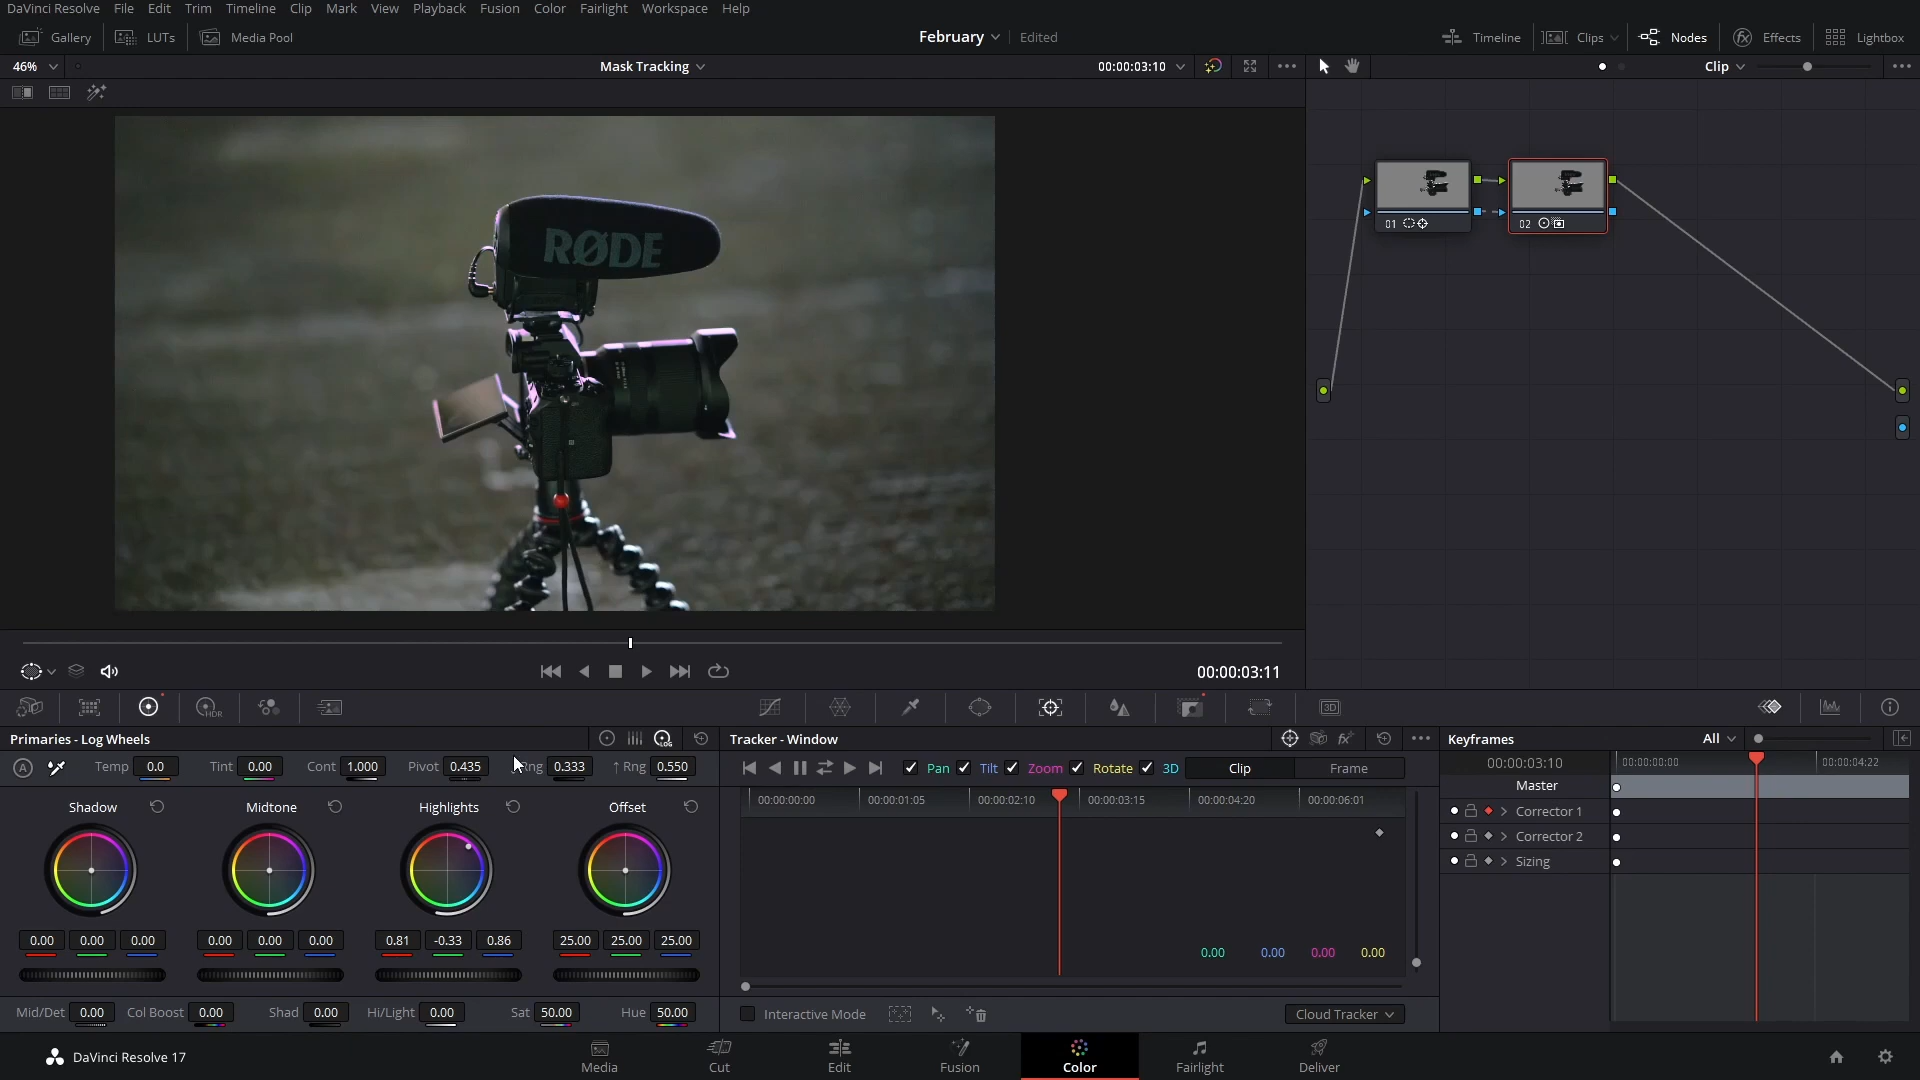 DaVinci Resolve File Edit Trim Timeline Clip Mark View Playback Fusion Color Fairlight Workspace Help
Gallery LUTs Media Pool February Edited Timeline Clips Nodes fx Effects Lightbox
46% Mask Tracking 00:00:03:10 Clip
RØDE
01 02
00:00:03:11
HDR 3D
Primaries - Log Wheels LOG Tracker - Window fx Keyframes All
A Temp 0.0 Tint 0.00 Cont 1.000 Pivot 0.435 Rng 0.333 ↑ Rng 0.550 Pan Tilt Zoom Rotate 3D Clip Frame 00:00:03:10 00:00:00:00 00:00:04:22
Shadow Midtone Highlights Offset 00:00:00:00 00:00:01:05 00:00:02:10 00:00:03:15 00:00:04:20 00:00:06:01 Master
Corrector 1
Corrector 2
Sizing
0.00 0.00 0.00 0.00 0.00 0.00 0.81 -0.33 0.86 25.00 25.00 25.00 0.00 0.00 0.00 0.00
Mid/Det 0.00 Col Boost 0.00 Shad 0.00 Hi/Light 0.00 Sat 50.00 Hue 50.00 Interactive Mode Cloud Tracker
DaVinci Resolve 17 Media Cut Edit Fusion Color Fairlight Deliver